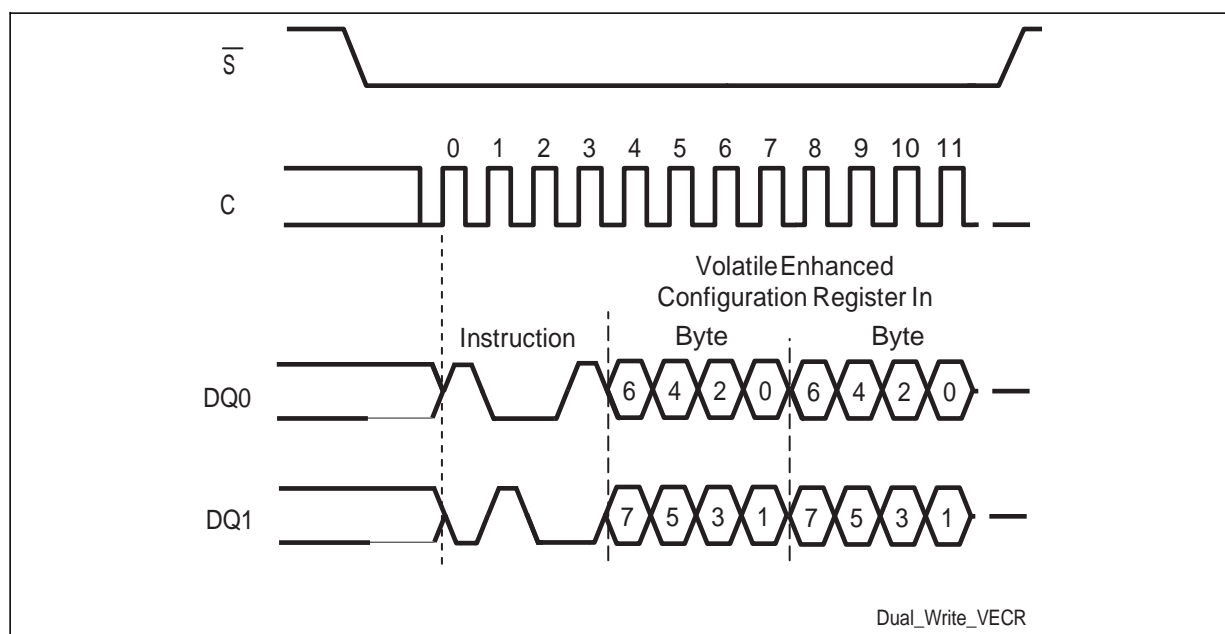 S
0 1 2 3 4 5 6 7 8 9 10 11
C
Volatile Enhanced
Configuration Register In
Instruction Byte Byte
DQ0 6 4 2 0 6 4 2 0
DQ1 7 5 3 1 7 5 3 1
Dual_Write_VECR